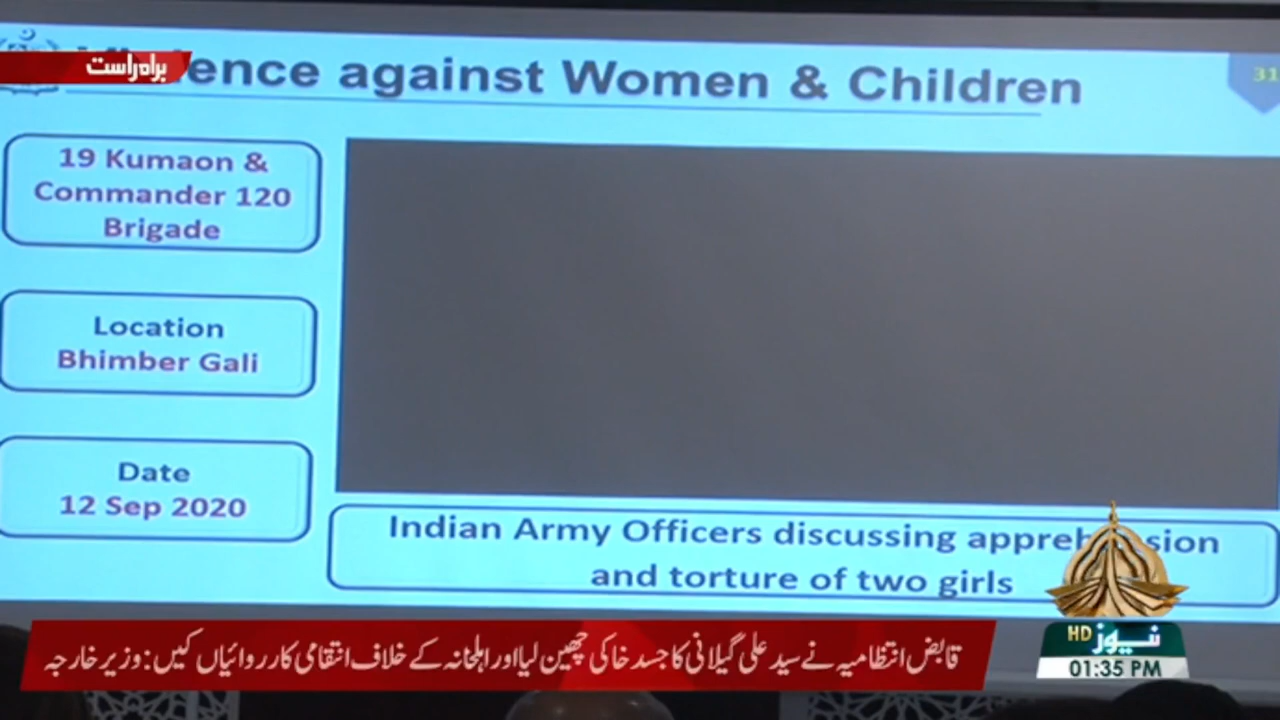 براہ راست
ence against Women & Children
31
19 Kumaon &
Commander 120
Brigade
Location
Bhimber Gali
Date
12 Sep 2020
Indian Army Officers discussing
and torture of two girls
HD نیوز
01:35 PM
قابض انتظامیہ نے سید علی گیلانی کا جسد خاکی چھین لیا اور اہلخانہ کے خلاف انتقامی کارروائیاں کیں: وزیر خارجہ